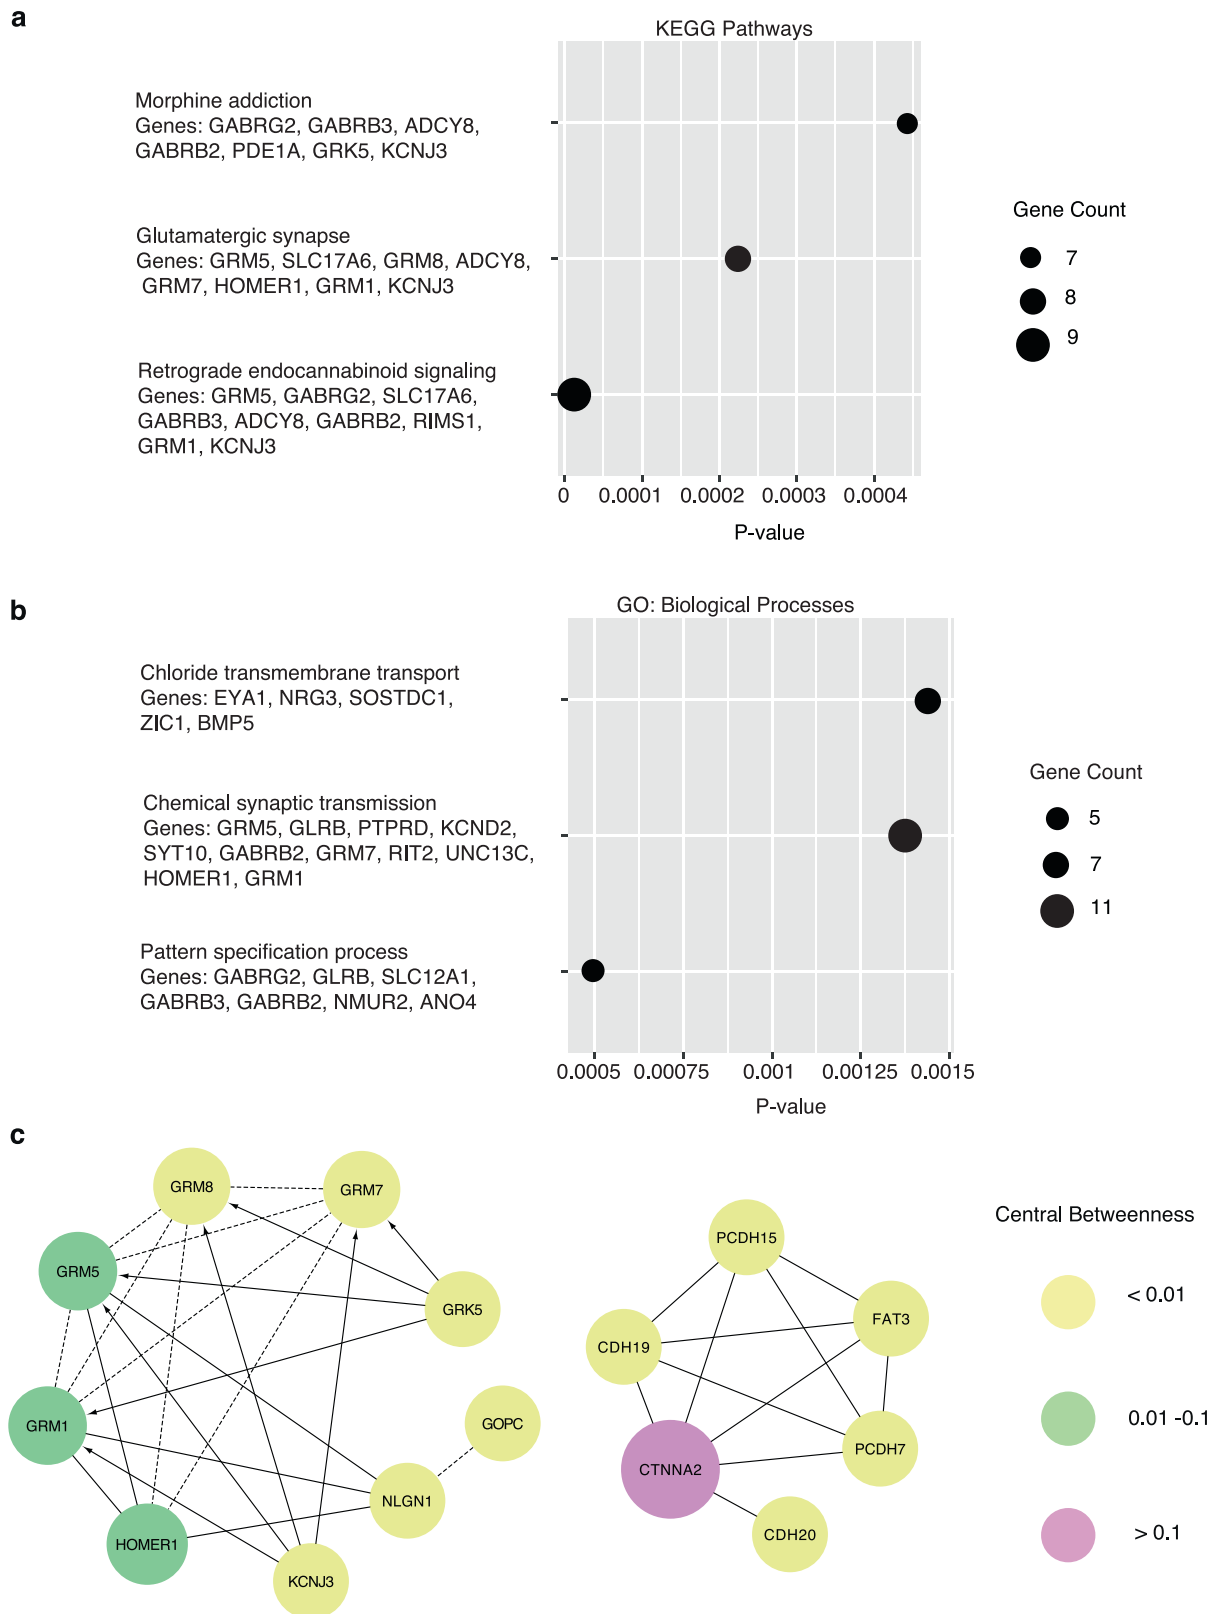 a
KEGG Pathways
Morphine addiction
Genes: GABRG2, GABRB3, ADCY8,
GABRB2, PDE1A, GRK5, KCNJ3
Glutamatergic synapse
Genes: GRM5, SLC17A6, GRM8, ADCY8,
GRM7, HOMER1, GRM1, KCNJ3
Retrograde endocannabinoid signaling
Genes: GRM5, GABRG2, SLC17A6,
GABRB3, ADCY8, GABRB2, RIMS1,
GRM1, KCNJ3
0 0.0001 0.0002 0.0003 0.0004
P-value
Gene Count
7
8
9
b
GO: Biological Processes
Chloride transmembrane transport
Genes: EYA1, NRG3, SOSTDC1,
ZIC1, BMP5
Chemical synaptic transmission
Genes: GRM5, GLRB, PTPRD, KCND2,
SYT10, GABRB2, GRM7, RIT2, UNC13C,
HOMER1, GRM1
Pattern specification process
Genes: GABRG2, GLRB, SLC12A1,
GABRB3, GABRB2, NMUR2, ANO4
0.0005 0.00075 0.001 0.00125 0.0015
P-value
Gene Count
5
7
11
c
GRM8
GRM7
GRM5
GRK5
GRM1
GOPC
NLGN1
HOMER1
KCNJ3
PCDH15
FAT3
CDH19
PCDH7
CTNNA2
CDH20
Central Betweenness
< 0.01
0.01 -0.1
> 0.1